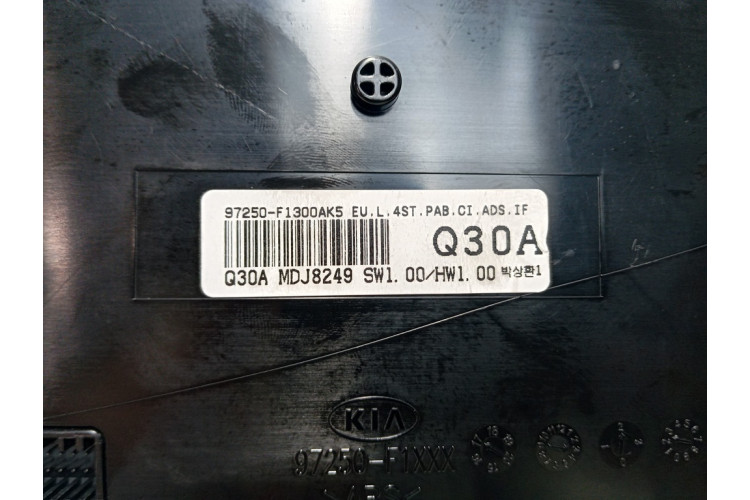 97250-F1300AK5 EU.L.4ST.PAB.CI.ADS.IF
Q30A
Q30A MDJ8249 SW1.00/HW1.00 박상환1
KIA
97250-F1XXX